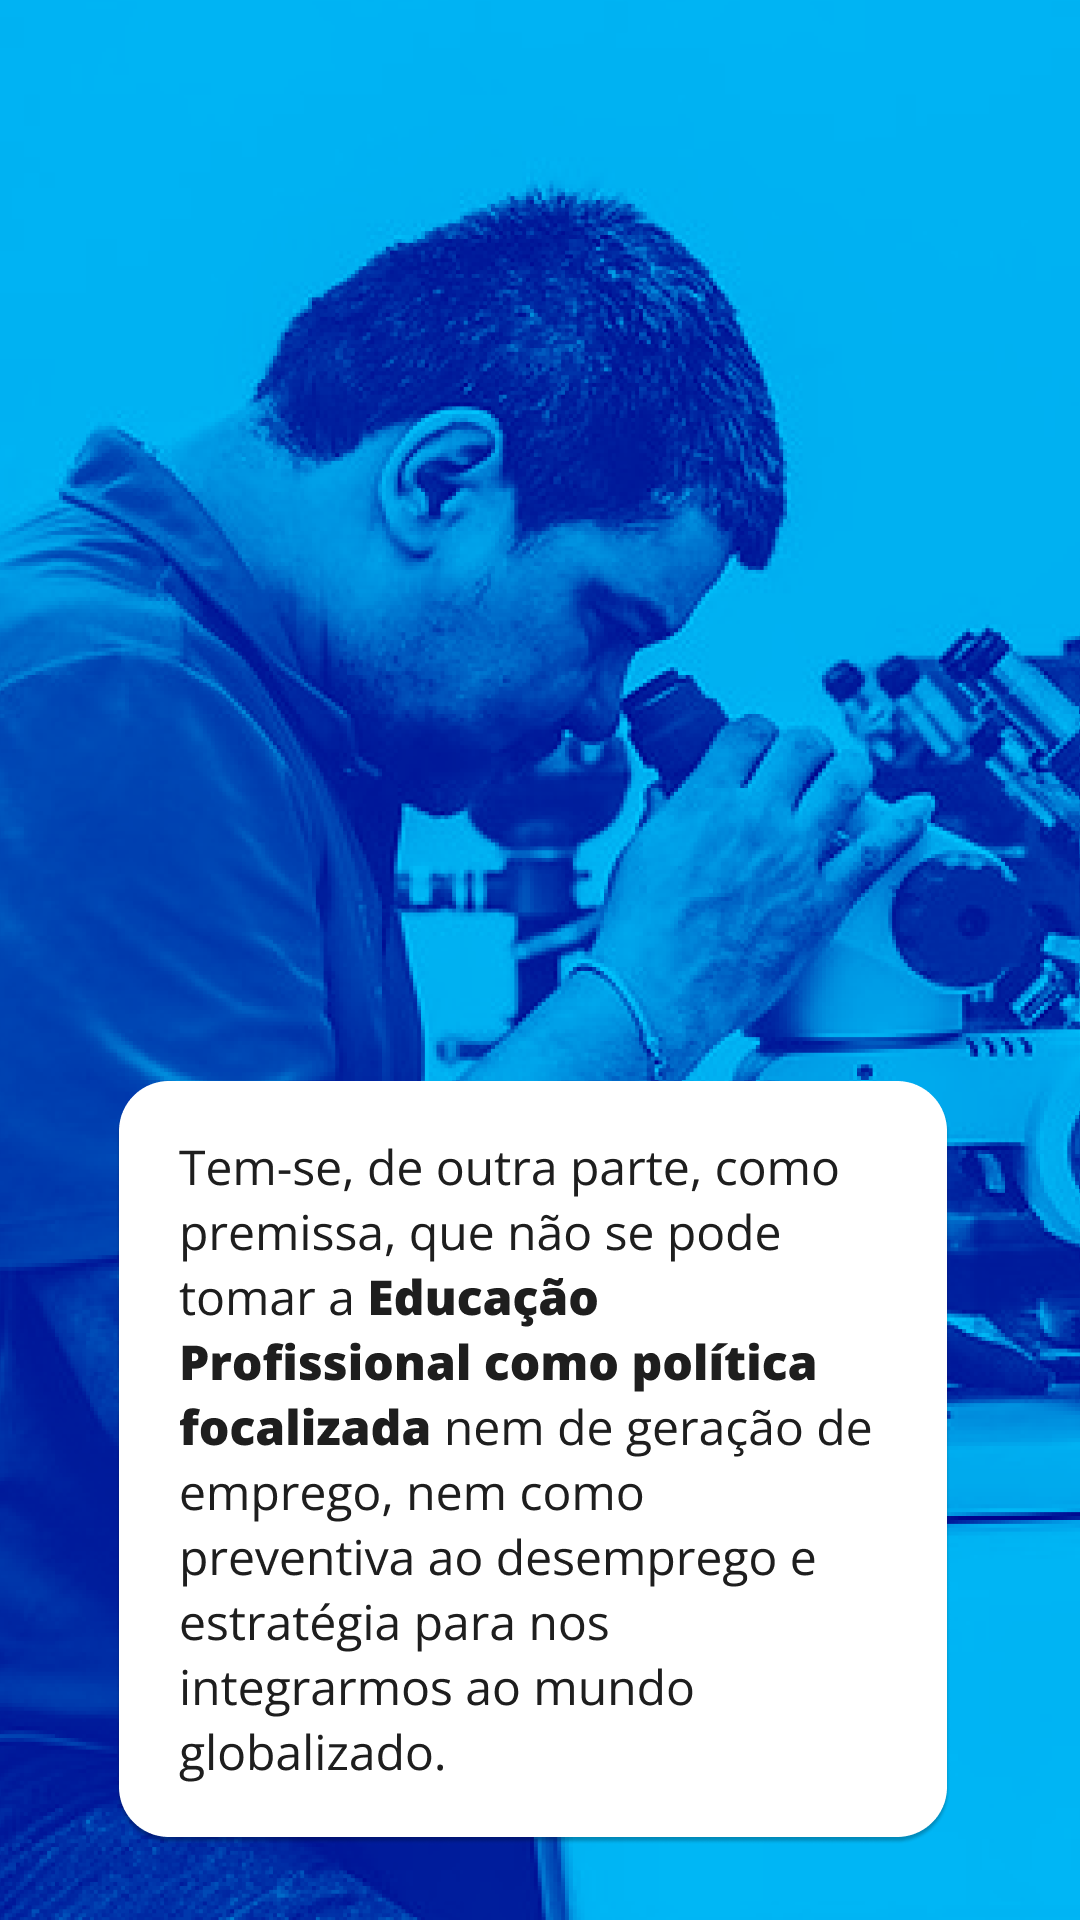 Tem-se, de outra parte, como
premissa, que não se pode
tomar a Educação
Profissional como política
focalizada nem de geração de
emprego, nem como
preventiva ao desemprego e
estratégia para nos
integrarmos ao mundo
globalizado.